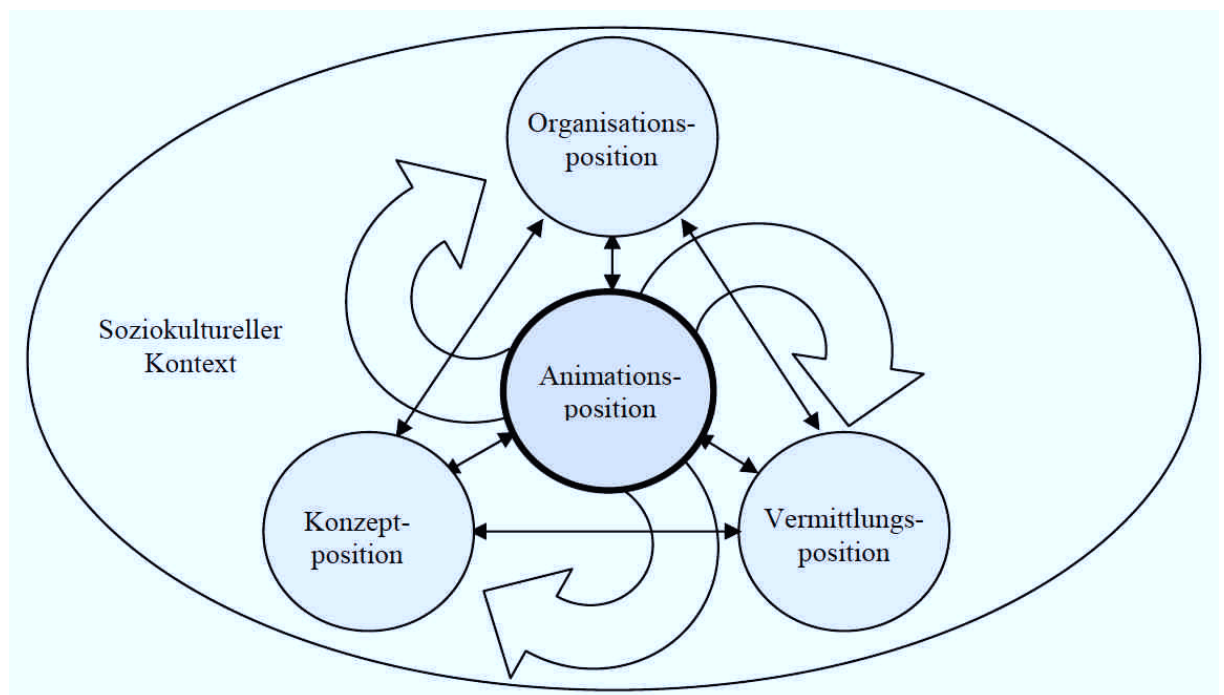 Organisations-
position
Soziokultureller
Kontext
Animations-
position
Konzept-
position
Vermittlungs-
position